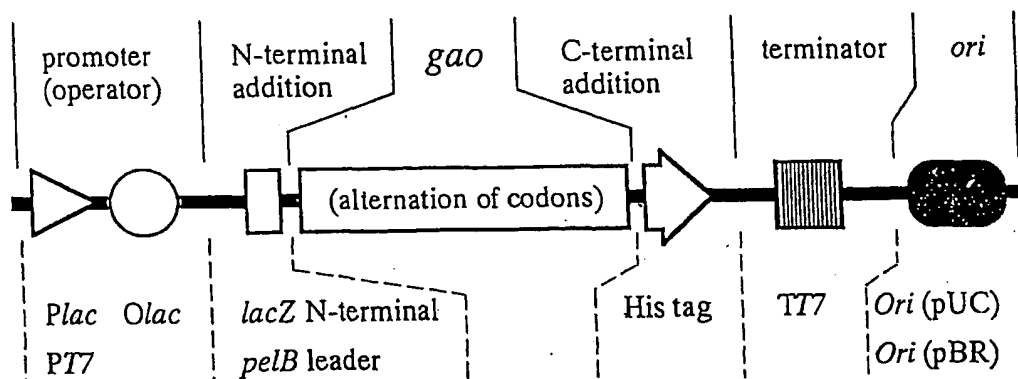 promoter
(operator)
N-terminal
addition
gao
C-terminal
addition
terminator
ori
(alternation of codons)
Plac Olac
PT7
lacZ N-terminal
pelB leader
His tag
TT7
Ori (pUC)
Ori (pBR)